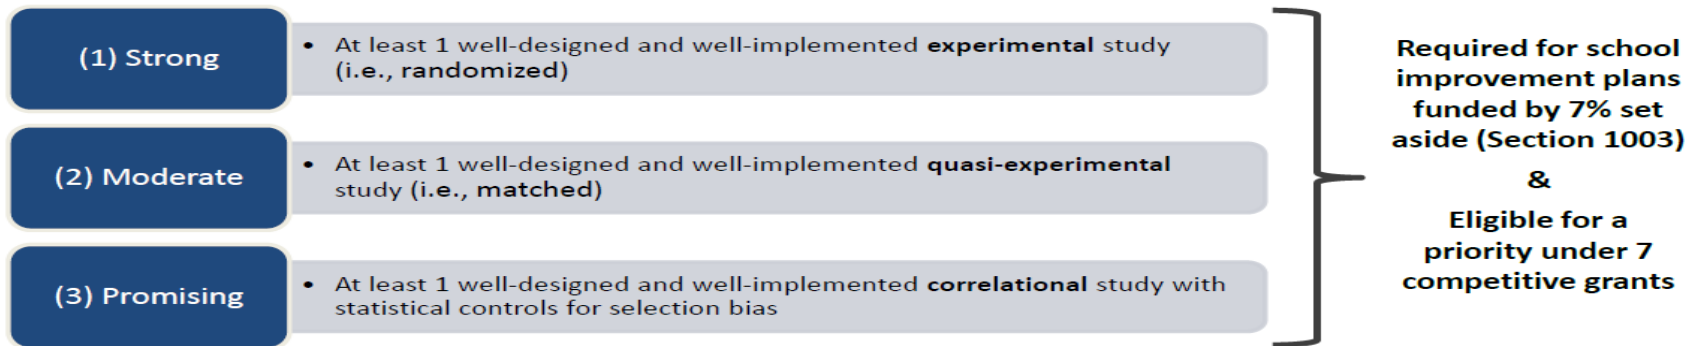 (1) Strong
• At least 1 well-designed and well-implemented experimental study
(i.e., randomized)
(2) Moderate
• At least 1 well-designed and well-implemented quasi-experimental
study (i.e., matched)
(3) Promising
• At least 1 well-designed and well-implemented correlational study with
statistical controls for selection bias
Required for school
improvement plans
funded by 7% set
aside (Section 1003)
&
Eligible for a
priority under 7
competitive grants